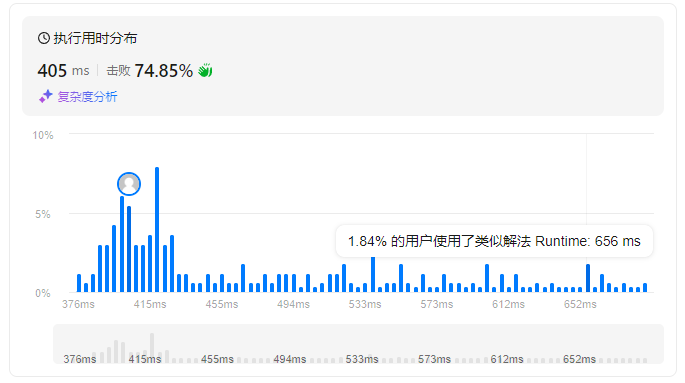 执行用时分布
405 ms 击败 74.85%
复杂度分析
10%
5%
0%
1.84% 的用户使用了类似解法 Runtime: 656 ms
376ms 415ms 455ms 494ms 533ms 573ms 612ms 652ms
376ms 415ms 455ms 494ms 533ms 573ms 612ms 652ms